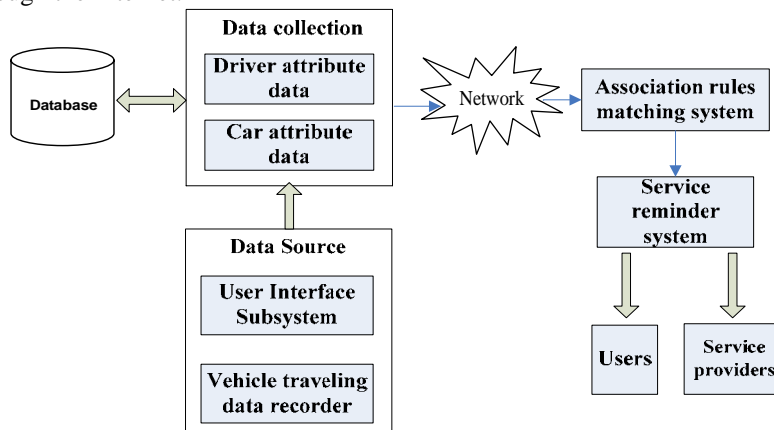 Data collection
Driver attribute
data
Car attribute
data
Database
Network
Association rules
matching system
Service
reminder
system
Data Source
User Interface
Subsystem
Vehicle traveling
data recorder
Users
Service
providers